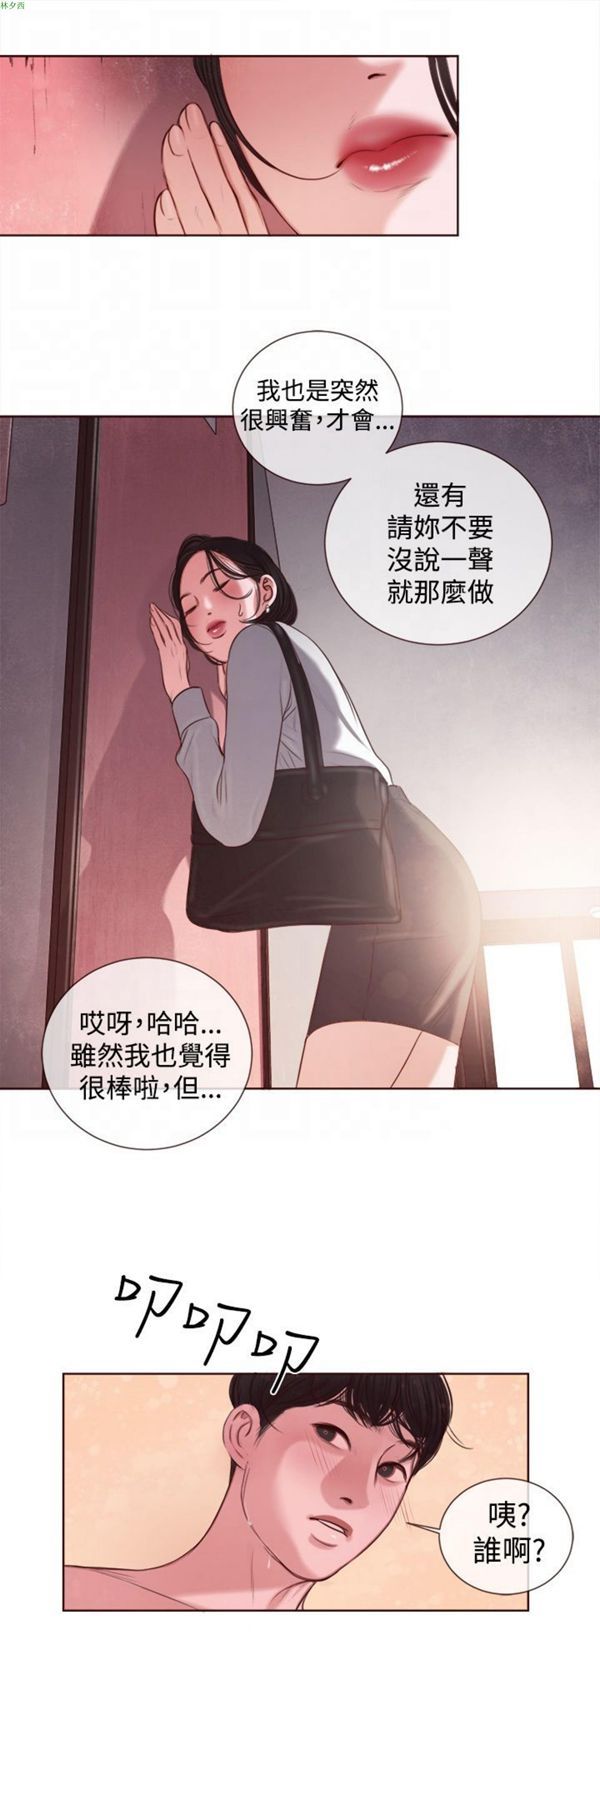 林夕西
我也是突然
很興奮，才會...
還有
請妳不要
沒說一聲
就那麼做
哎呀，哈哈...
雖然我也覺得
很棒啦，但...
叩叩叩
咦?
誰啊?